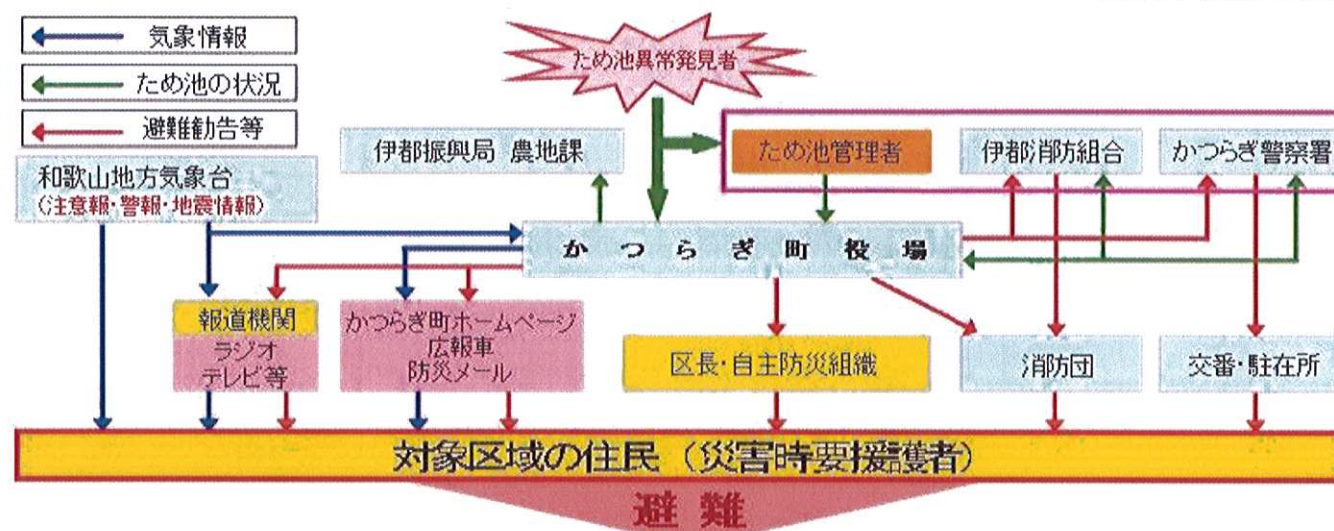 気象情報
ため池の状況
避難勧告等
ため池異常発見者
伊都振興局 農地課
ため池管理者
伊都消防組合
かつらぎ警察署
和歌山地方気象台
(注意報・警報・地震情報)
かつらぎ町役場
報道機関
ラジオ
テレビ等
かつらぎ町ホームページ
広報車
防災メール
区長・自主防災組織
消防団
交番・駐在所
対象区域の住民(災害時要援護者)
避難